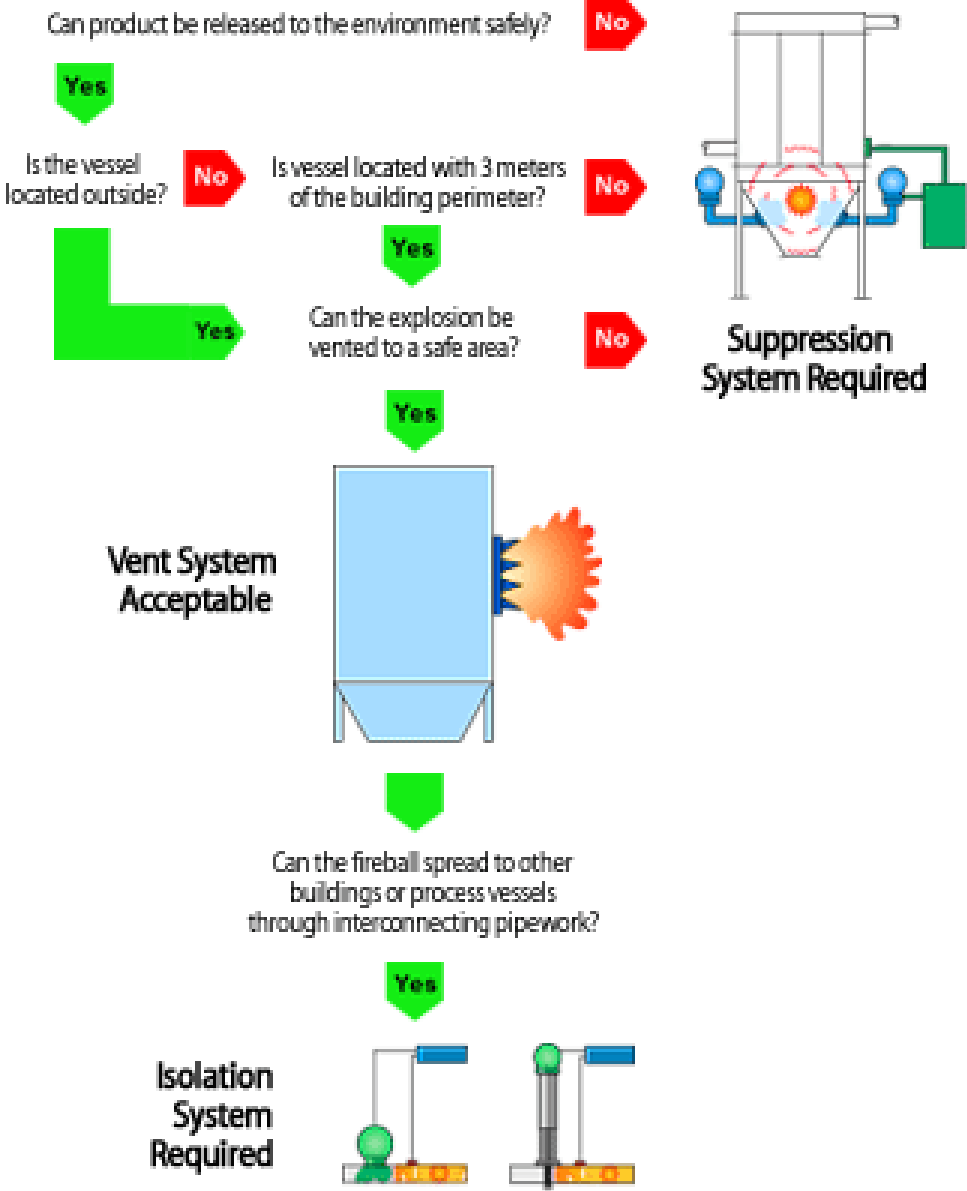 Can product be released to the environment safely?
No
Yes
Is the vessel
located outside?
No
Is vessel located with 3 meters
of the building perimeter?
No
Yes
Yes
Can the explosion be
vented to a safe area?
No
Suppression
System Required
Yes
Vent System
Acceptable
Can the fireball spread to other
buildings or process vessels
through interconnecting pipework?
Yes
Isolation
System
Required